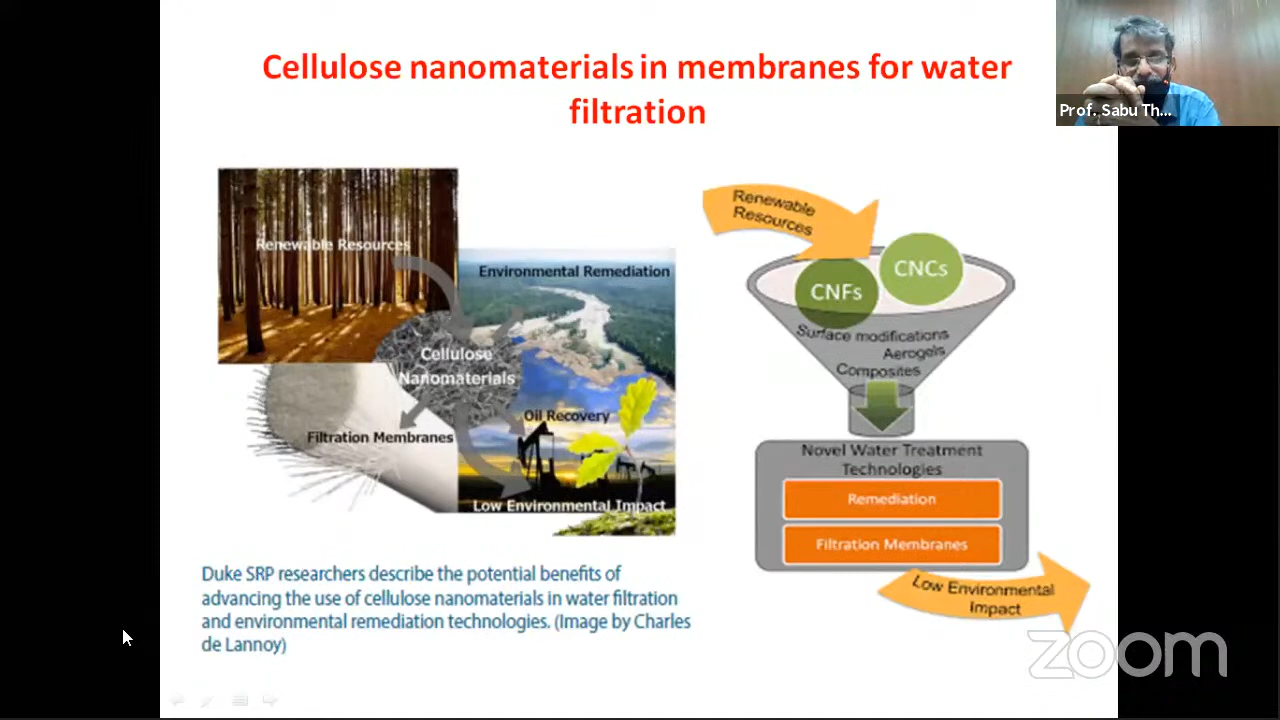 Cellulose nanomaterials in membranes for water
filtration
Prof. Sabu Th...
Renewable Resources
Environmental Remediation
Cellulose
Nanomaterials
Oil Recovery
Filtration Membranes
Low Environmental Impact
Duke SRP researchers describe the potential benefits of
advancing the use of cellulose nanomaterials in water filtration
and environmental remediation technologies. (Image by Charles
de Lannoy)
Renewable
Resources
CNCs
CNFs
Surface modifications
Aerogels
Composites
Novel Water Treatment
Technologies
Remediation
Filtration Membranes
Low Environmental
Impact
zoom